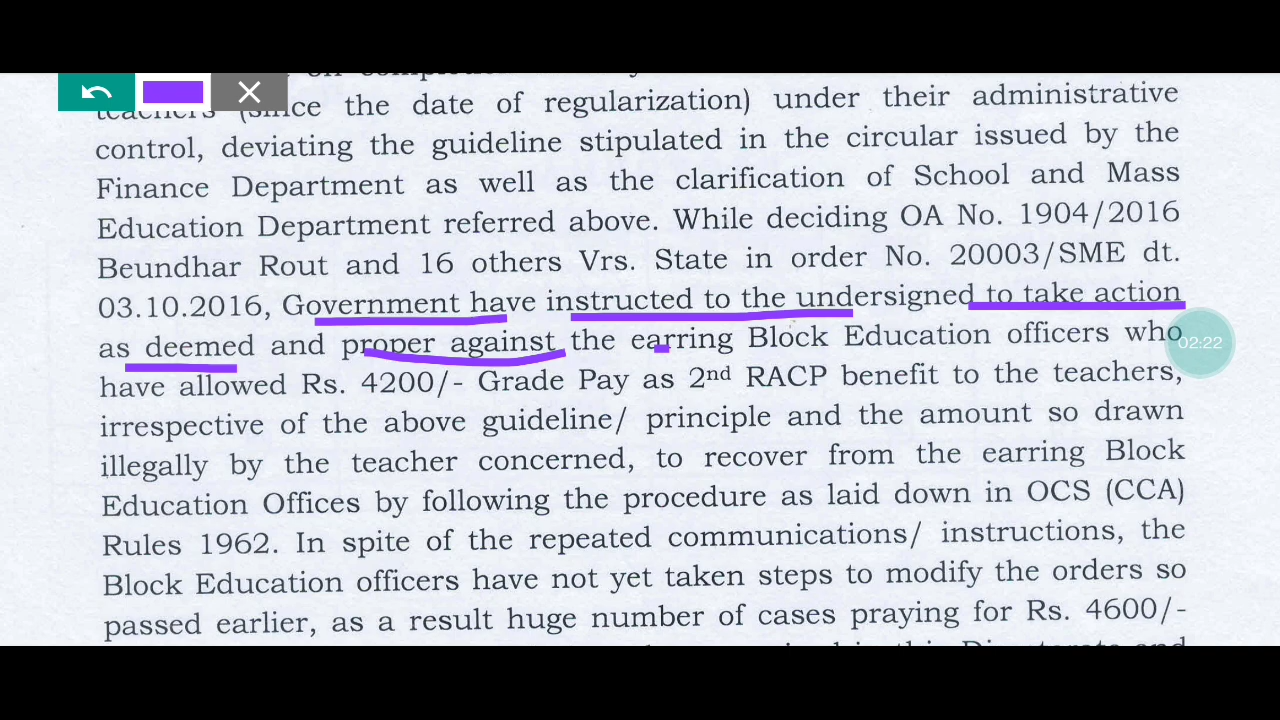 teachers (since the date of regularization) under their administrative
control, deviating the guideline stipulated in the circular issued by the
Finance Department as well as the clarification of School and Mass
Education Department referred above. While deciding OA No. 1904/2016
Beundhar Rout and 16 others Vrs. State in order No. 20003/SME dt.
03.10.2016, Government have instructed to the undersigned to take action
as deemed and proper against the earring Block Education officers who
02:22
have allowed Rs. 4200/- Grade Pay as 2nd RACP benefit to the teachers,
irrespective of the above guideline/ principle and the amount so drawn
illegally by the teacher concerned, to recover from the earring Block
Education Offices by following the procedure as laid down in OCS (CCA)
Rules 1962. In spite of the repeated communications/ instructions, the
Block Education officers have not yet taken steps to modify the orders so
passed earlier, as a result huge number of cases praying for Rs. 4600/-